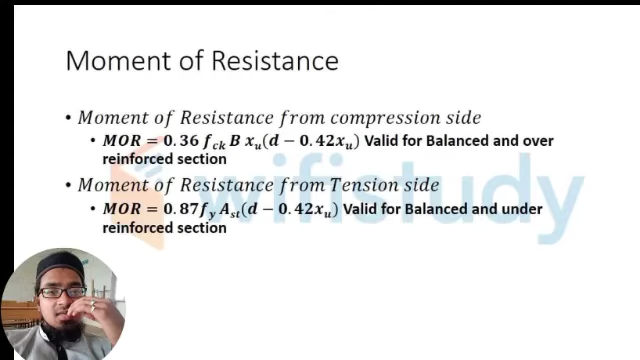 Moment of Resistance
• Moment of Resistance from compression side
• MOR = 0.36 f_ck B x_u(d − 0.42x_u) Valid for Balanced and over
reinforced section
• Moment of Resistance from Tension side
• MOR = 0.87f_y A_st(d − 0.42x_u) Valid for Balanced and under
reinforced section
wifistudy